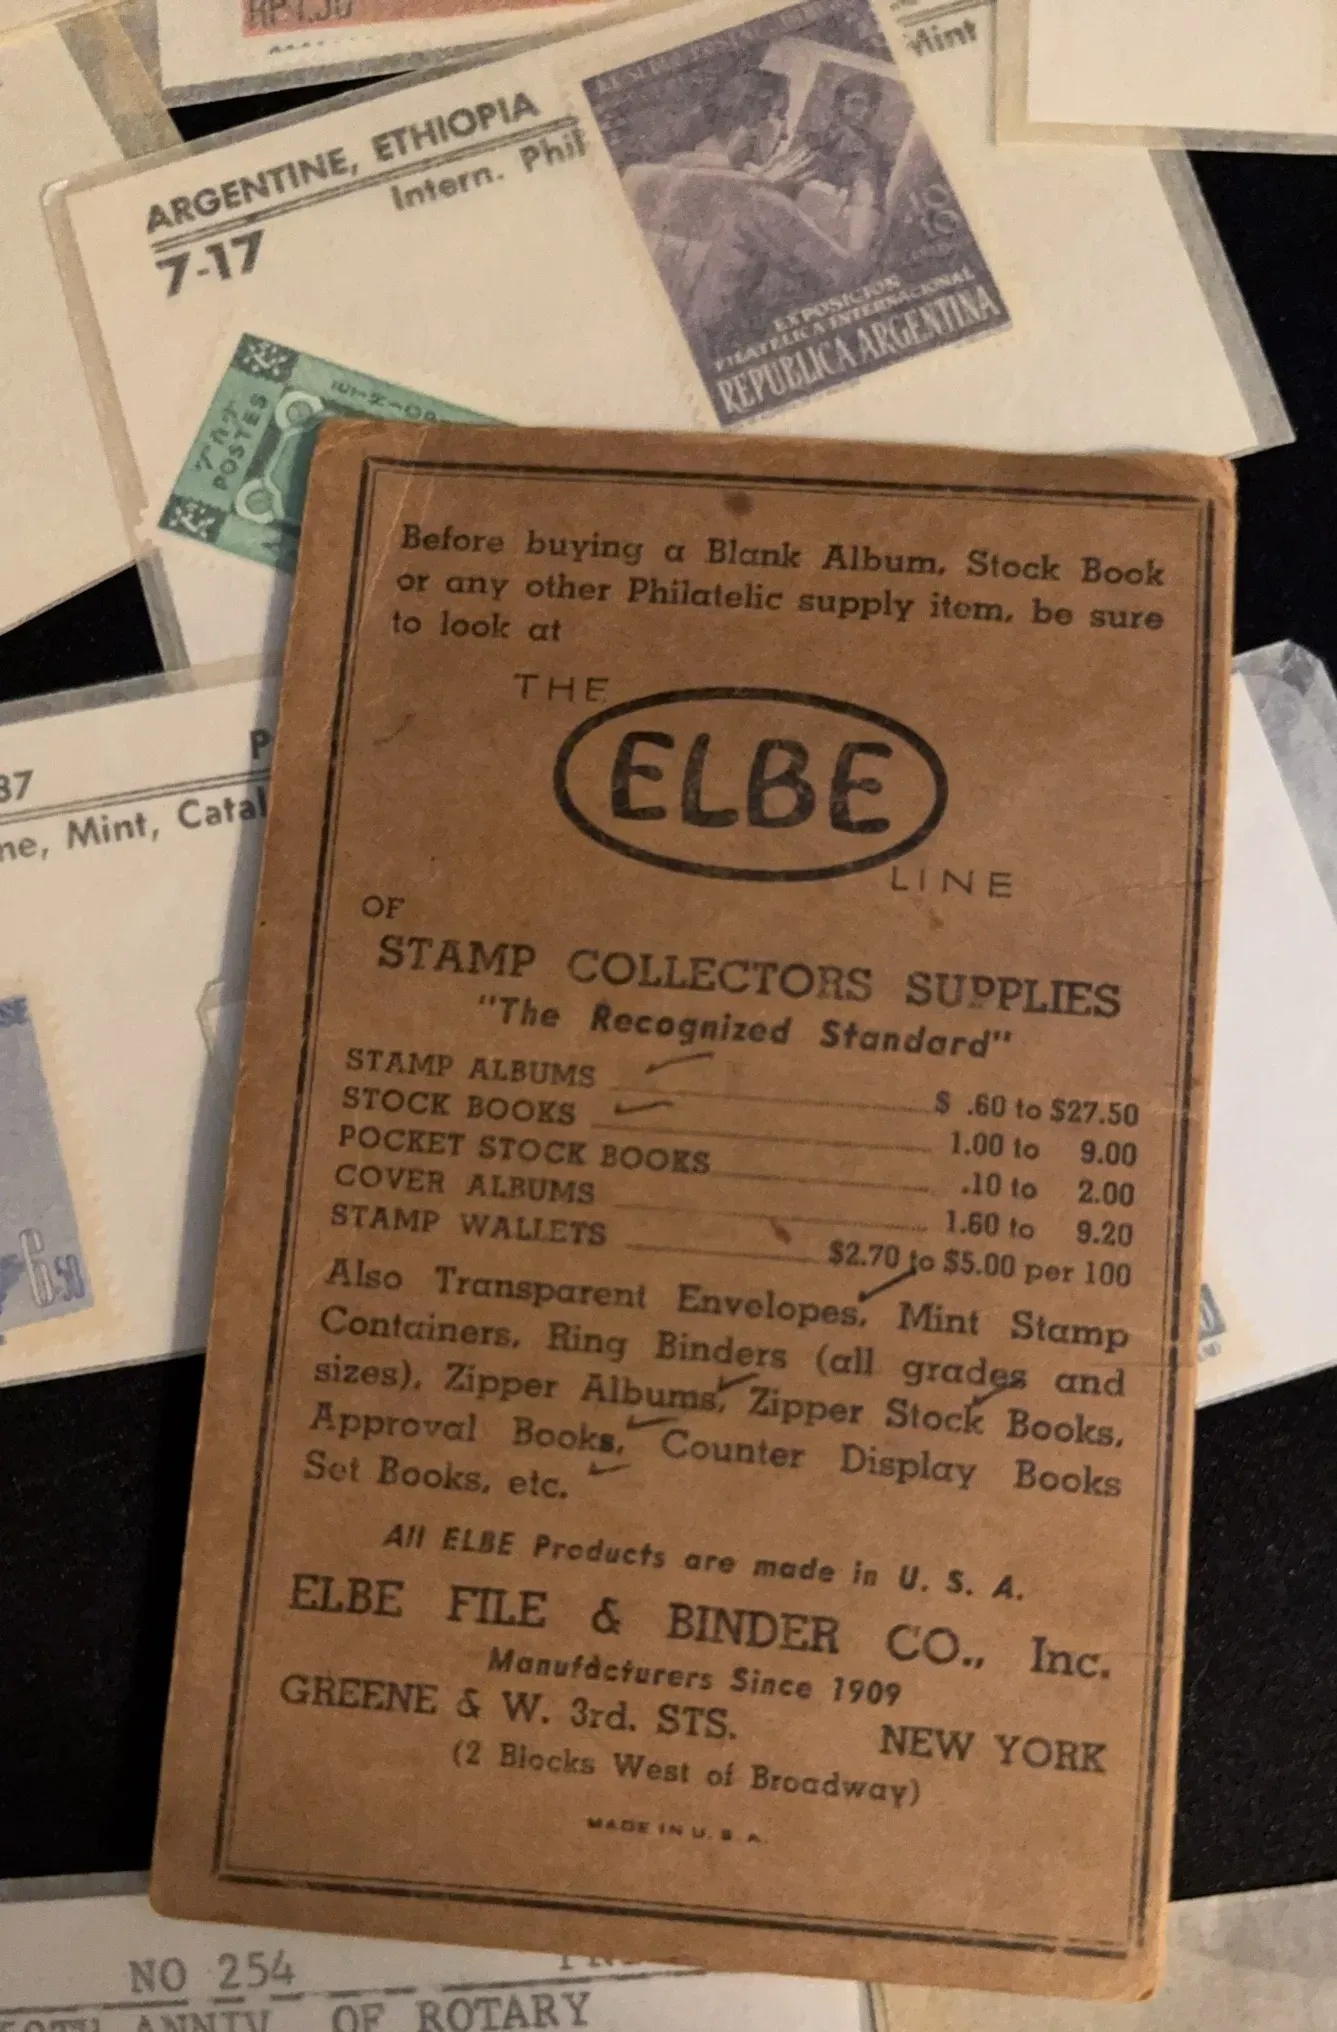 RP1.50
Mint
ARGENTINE, ETHIOPIA
Intern. Phil
7-17
EXPOSICION
FILATELICA INTERNACIONAL
REPUBLICA ARGENTINA
POSTES
Before buying a Blank Album, Stock Book
or any other Philatelic supply item, be sure
to look at
THE
ELBE
LINE
OF
STAMP COLLECTORS SUPPLIES
"The Recognized Standard"
STAMP ALBUMS $ .60 to $27.50
STOCK BOOKS 1.00 to 9.00
POCKET STOCK BOOKS .10 to 2.00
COVER ALBUMS 1.60 to 9.20
STAMP WALLETS $2.70 to $5.00 per 100
Also Transparent Envelopes, Mint Stamp
Containers, Ring Binders (all grades and
sizes), Zipper Albums, Zipper Stock Books,
Approval Books, Counter Display Books
Set Books, etc.
All ELBE Products are made in U. S. A.
ELBE FILE & BINDER CO., Inc.
Manufacturers Since 1909
GREENE & W. 3rd. STS. NEW YORK
(2 Blocks West of Broadway)
MADE IN U. S. A.
P
37
ne, Mint, Catal
6.50
NO 254
50TH ANNIV OF ROTARY